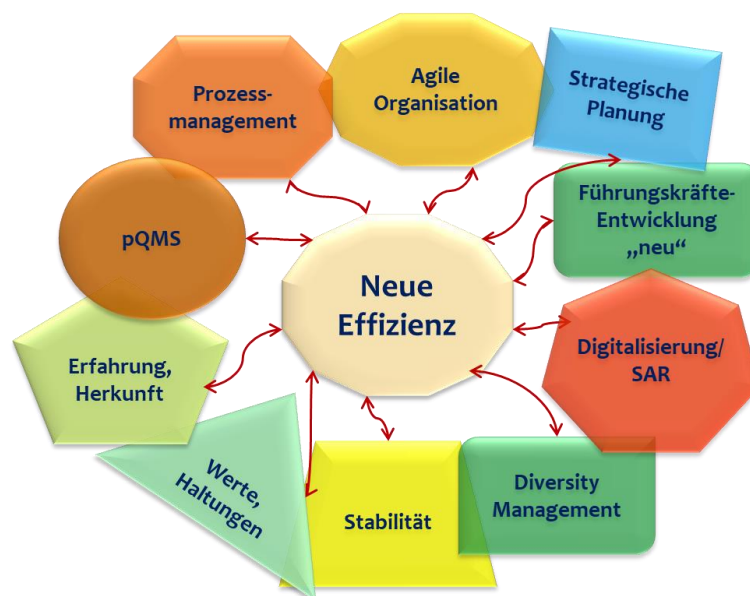 Prozess-
management
Agile
Organisation
Strategische
Planung
Führungskräfte-
Entwicklung
„neu“
pQMS
Neue
Effizienz
Digitalisierung/
SAR
Erfahrung,
Herkunft
Werte,
Haltungen
Stabilität
Diversity
Management